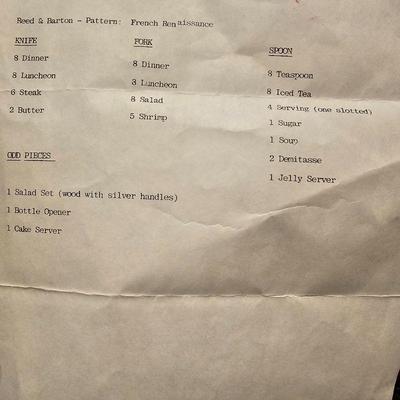 Reed & Barton - Pattern: French Renaissance
KNIFE
8 Dinner
8 Luncheon
6 Steak
2 Butter
FORK
8 Dinner
8 Luncheon
8 Salad
5 Shrimp
SPOON
8 Teaspoon
8 Iced Tea
4 Serving (one slotted)
1 Sugar
1 Soup
2 Demitasse
1 Jelly Server
ODD PIECES
1 Salad Set (wood with silver handles)
1 Bottle Opener
1 Cake Server